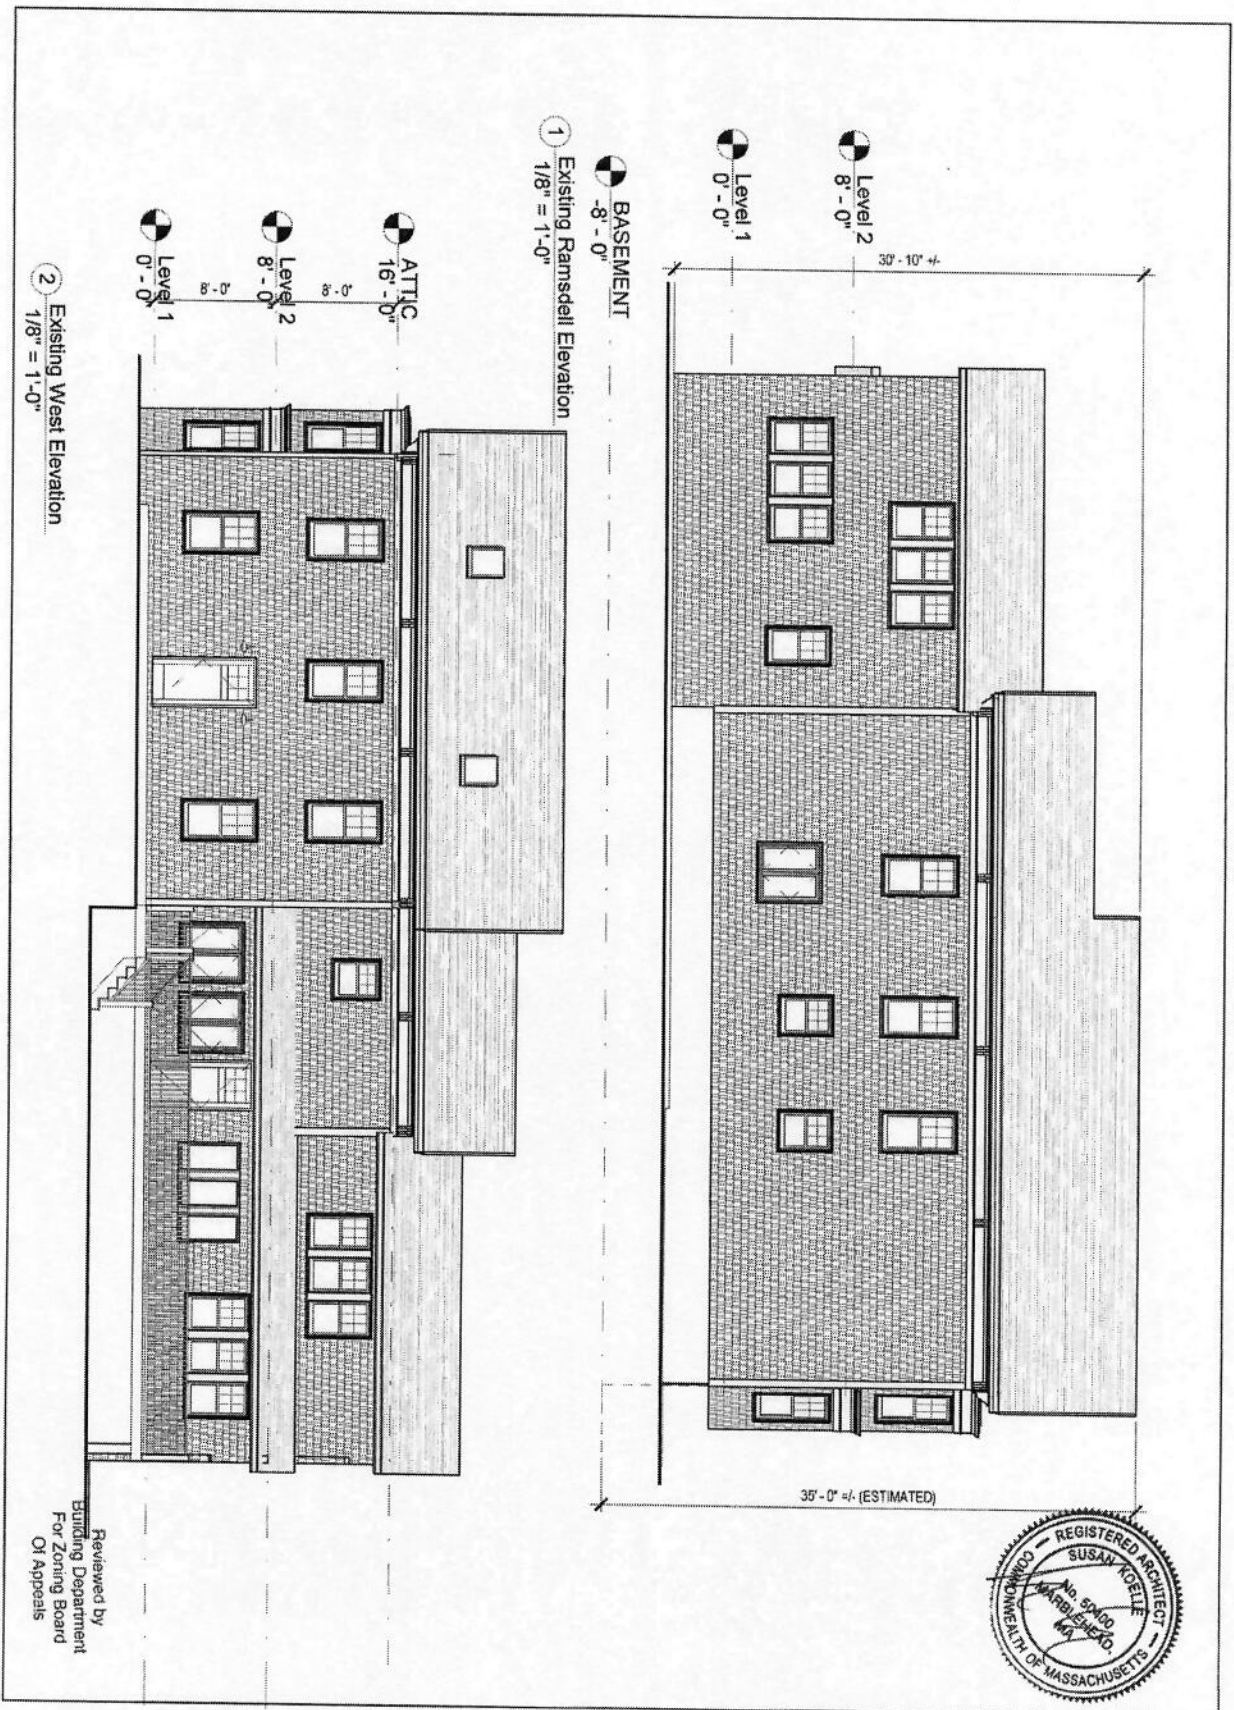 30' - 10" +/-
Level 2
8' - 0"
Level 1
0' - 0"
BASEMENT
-8' - 0"
35' - 0" +/- (ESTIMATED)
1
Existing Ramsdell Elevation
1/8" = 1'-0"
ATTIC
16' - 0"
8' - 0"
Level 2
8' - 0"
8' - 0"
Level 1
0' - 0"
2
Existing West Elevation
1/8" = 1'-0"
REGISTERED ARCHITECT
SUSAN KOELLE
No. 50400
MARBLEHEAD,
MA
COMMONWEALTH OF MASSACHUSETTS
Reviewed by
Building Department
For Zoning Board
Of Appeals